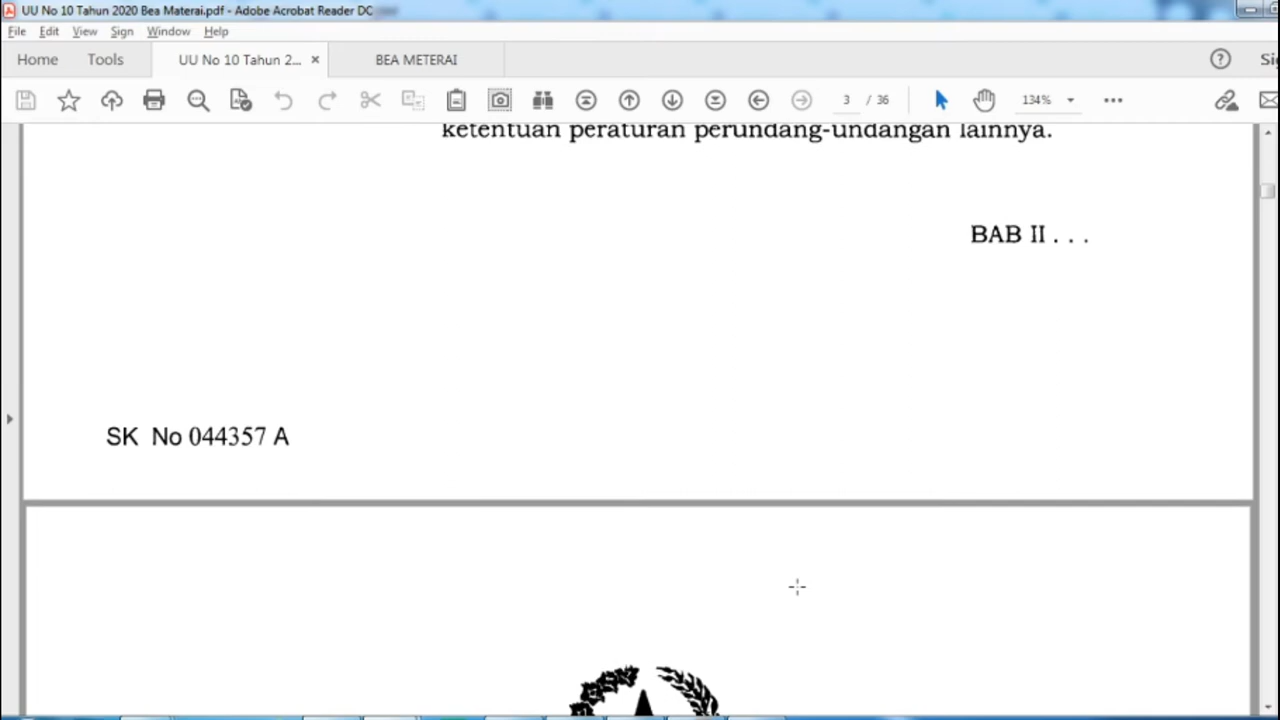 UU No 10 Tahun 2020 Bea Materai.pdf - Adobe Acrobat Reader DC
File Edit View Sign Window Help
Home Tools UU No 10 Tahun 2... × BEA METERAI
3 / 36 134%
ketentuan peraturan perundang-undangan lainnya.
BAB II . . .
SK No 044357 A